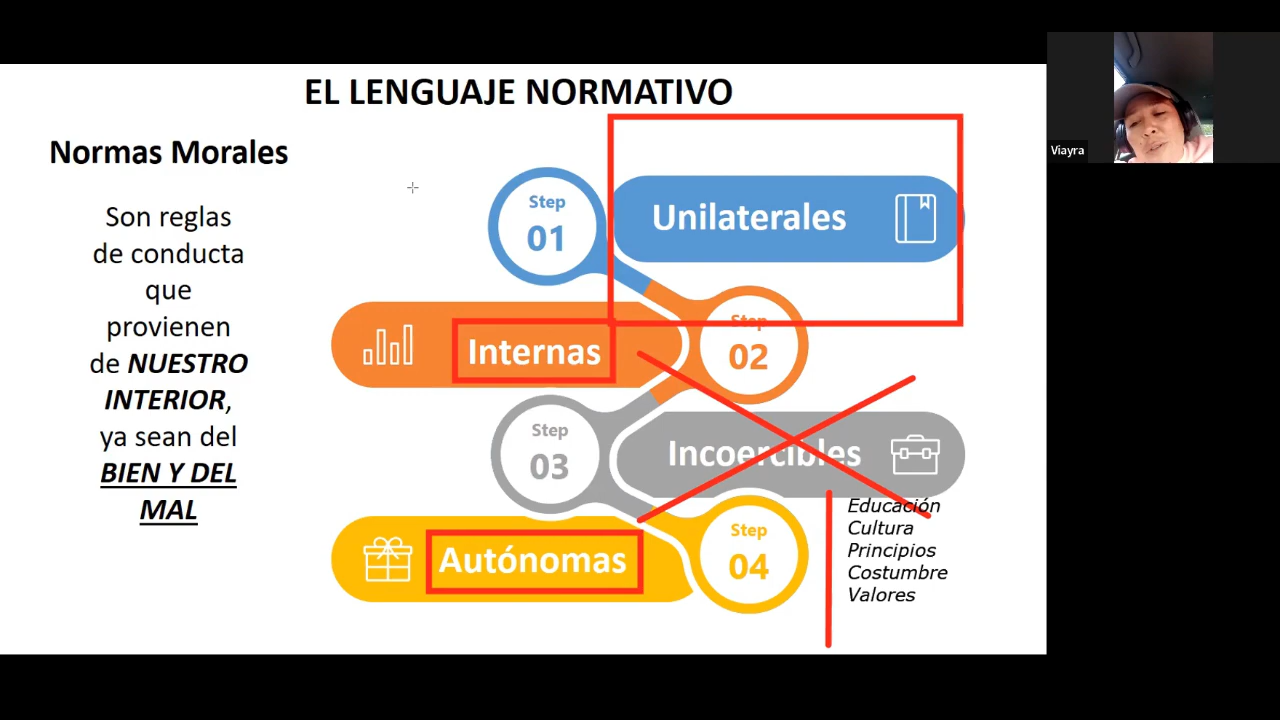 EL LENGUAJE NORMATIVO
Normas Morales
Son reglas
de conducta
que
provienen
de NUESTRO
INTERIOR,
ya sean del
BIEN Y DEL
MAL
Step
01
Unilaterales
Internas
Step
02
Step
03
Incoercibles
Autónomas
Step
04
Educación
Cultura
Principios
Costumbre
Valores
Viayra